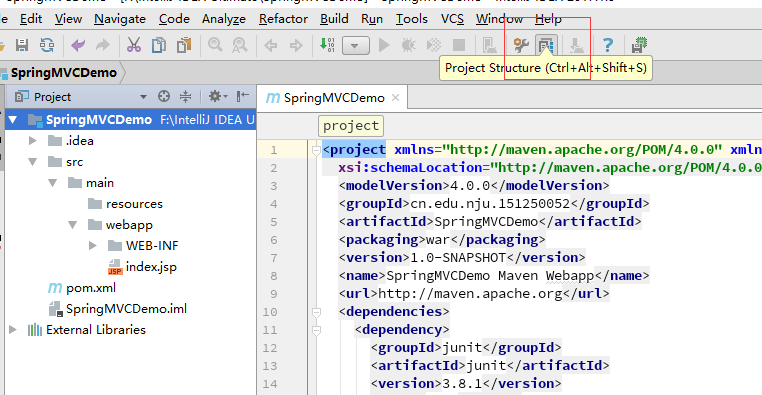 Edit View Navigate Code Analyze Refactor Build Run Tools VCS Window Help
Project Structure (Ctrl+Alt+Shift+S)
SpringMVCDemo
Project
SpringMVCDemo
SpringMVCDemo F:\IntelliJ IDEA U
.idea
src
main
resources
webapp
WEB-INF
index.jsp
pom.xml
SpringMVCDemo.iml
External Libraries
project
1 <project xmlns="http://maven.apache.org/POM/4.0.0" xmln
2 xsi:schemaLocation="http://maven.apache.org/POM/4.0.0
3 <modelVersion>4.0.0</modelVersion>
4 <groupId>cn.edu.nju.151250052</groupId>
5 <artifactId>SpringMVCDemo</artifactId>
6 <packaging>war</packaging>
7 <version>1.0-SNAPSHOT</version>
8 <name>SpringMVCDemo Maven Webapp</name>
9 <url>http://maven.apache.org</url>
10 <dependencies>
11 <dependency>
12 <groupId>junit</groupId>
13 <artifactId>junit</artifactId>
14 <version>3.8.1</version>